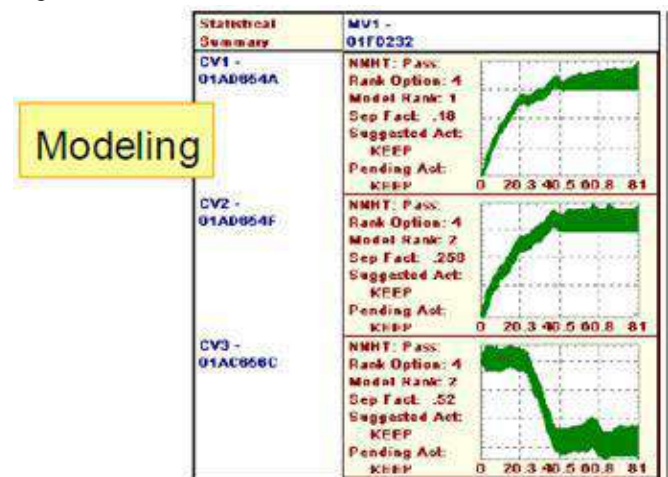 Modeling
Statistical
Summary
MV1 -
01F0232
CV1 -
01AD654A
NMHT: Pass:
Rank Option: 4
Model Rank: 1
Sep Fact: .18
Suggested Act:
KEEP
Pending Act:
KEEP
0 20.3 40.5 60.8 81
CV2 -
01AD654F
NMHT: Pass:
Rank Option: 4
Model Rank: 2
Sep Fact: .258
Suggested Act:
KEEP
Pending Act:
KEEP
0 20.3 40.5 60.8 81
CV3 -
01AC656C
NMHT: Pass:
Rank Option: 4
Model Rank: 2
Sep Fact: .52
Suggested Act:
KEEP
Pending Act:
KEEP
0 20.3 40.5 60.8 81